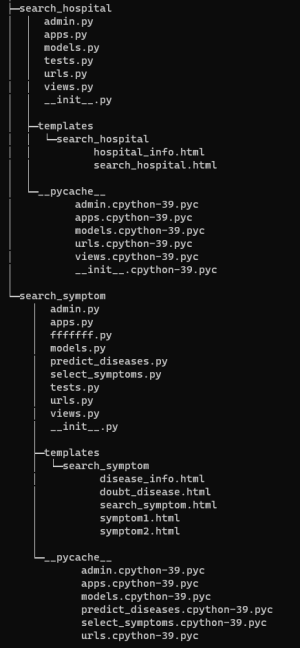 search_hospital
admin.py
apps.py
models.py
tests.py
urls.py
views.py
__init__.py
templates
search_hospital
hospital_info.html
search_hospital.html
__pycache__
admin.cpython-39.pyc
apps.cpython-39.pyc
models.cpython-39.pyc
urls.cpython-39.pyc
views.cpython-39.pyc
__init__.cpython-39.pyc
search_symptom
admin.py
apps.py
fffffff.py
models.py
predict_diseases.py
select_symptoms.py
tests.py
urls.py
views.py
__init__.py
templates
search_symptom
disease_info.html
doubt_disease.html
search_symptom.html
symptom1.html
symptom2.html
__pycache__
admin.cpython-39.pyc
apps.cpython-39.pyc
models.cpython-39.pyc
predict_diseases.cpython-39.pyc
select_symptoms.cpython-39.pyc
urls.cpython-39.pyc